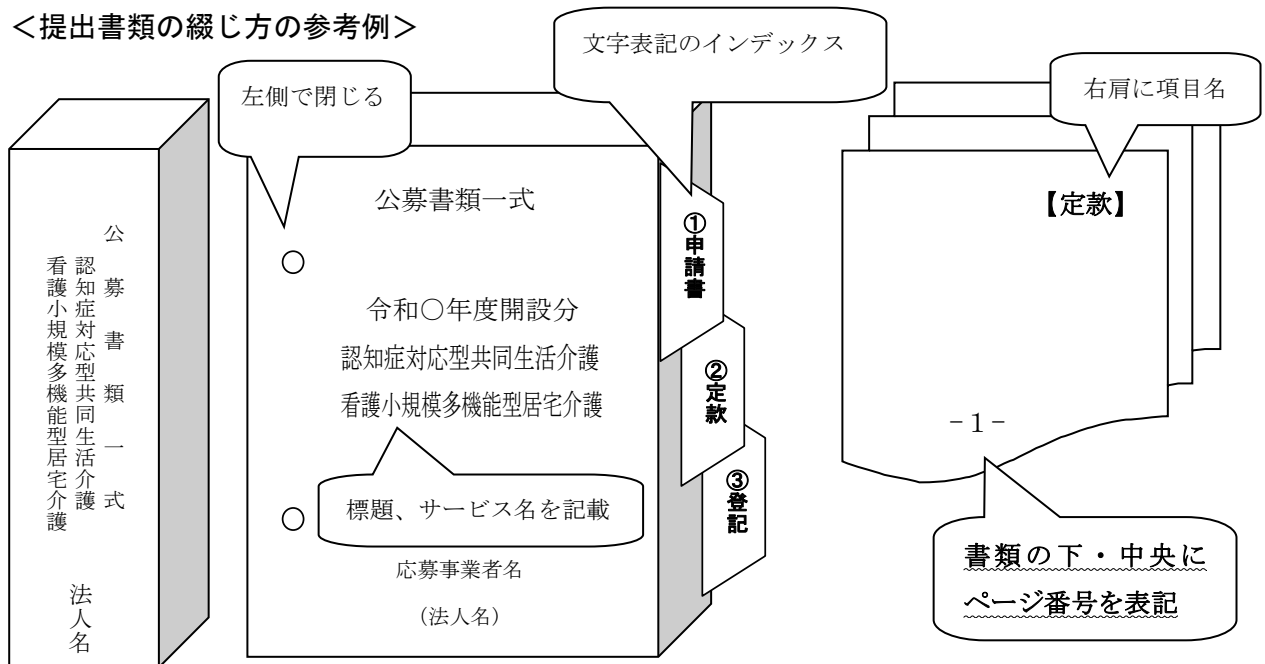 ＜提出書類の綴じ方の参考例＞
文字表記のインデックス
左側で閉じる
右肩に項目名
公募書類一式
認知症対応型共同生活介護
看護小規模多機能型居宅介護
法人名
公募書類一式
令和○年度開設分
認知症対応型共同生活介護
看護小規模多機能型居宅介護
標題、サービス名を記載
応募事業者名
（法人名）
①申請書
②定款
③登記
【定款】
－１－
書類の下・中央に
ページ番号を表記